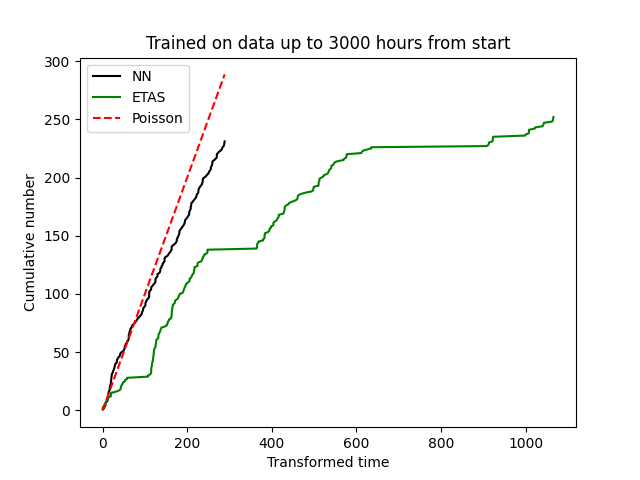 Trained on data up to 3000 hours from start
NN
ETAS
Poisson
300
250
200
150
100
50
0
Cumulative number
0 200 400 600 800 1000
Transformed time